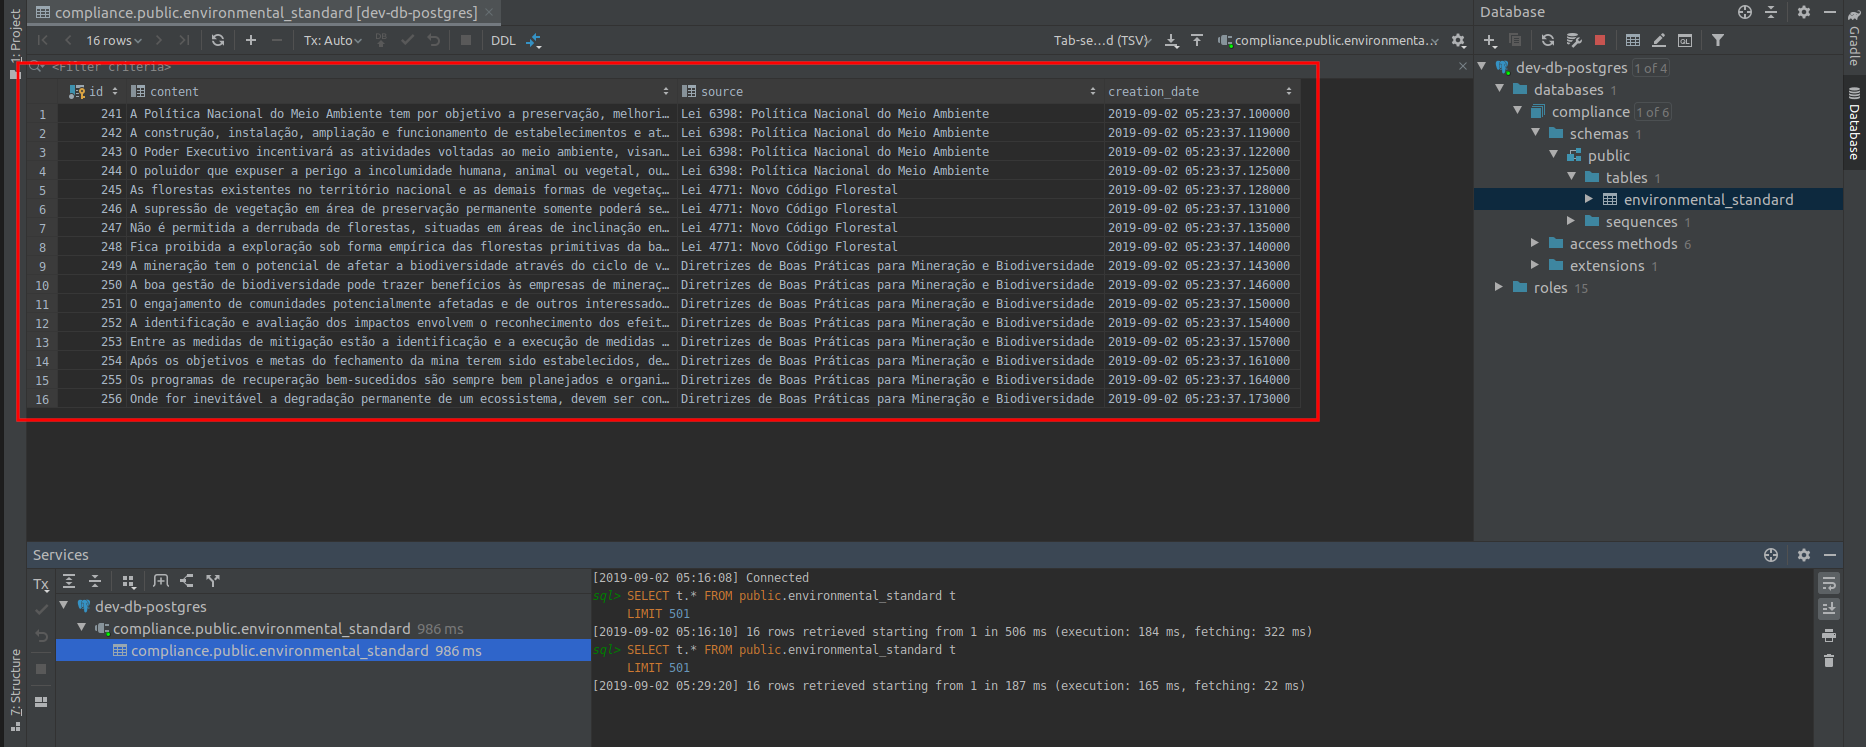 1: Project
compliance.public.environmental_standard [dev-db-postgres]
16 rows
Tx: Auto
DB
DDL
Tab-se...d (TSV)
compliance.public.environmenta...
<Filter criteria>
id content source creation_date
1 241 A Política Nacional do Meio Ambiente tem por objetivo a preservação, melhori… Lei 6398: Política Nacional do Meio Ambiente 2019-09-02 05:23:37.100000
2 242 A construção, instalação, ampliação e funcionamento de estabelecimentos e at… Lei 6398: Política Nacional do Meio Ambiente 2019-09-02 05:23:37.119000
3 243 O Poder Executivo incentivará as atividades voltadas ao meio ambiente, visan… Lei 6398: Política Nacional do Meio Ambiente 2019-09-02 05:23:37.122000
4 244 O poluidor que expuser a perigo a incolumidade humana, animal ou vegetal, ou… Lei 6398: Política Nacional do Meio Ambiente 2019-09-02 05:23:37.125000
5 245 As florestas existentes no território nacional e as demais formas de vegetaç… Lei 4771: Novo Código Florestal 2019-09-02 05:23:37.128000
6 246 A supressão de vegetação em área de preservação permanente somente poderá se… Lei 4771: Novo Código Florestal 2019-09-02 05:23:37.131000
7 247 Não é permitida a derrubada de florestas, situadas em áreas de inclinação en… Lei 4771: Novo Código Florestal 2019-09-02 05:23:37.135000
8 248 Fica proibida a exploração sob forma empírica das florestas primitivas da ba… Lei 4771: Novo Código Florestal 2019-09-02 05:23:37.140000
9 249 A mineração tem o potencial de afetar a biodiversidade através do ciclo de v… Diretrizes de Boas Práticas para Mineração e Biodiversidade 2019-09-02 05:23:37.143000
10 250 A boa gestão de biodiversidade pode trazer benefícios às empresas de mineraç… Diretrizes de Boas Práticas para Mineração e Biodiversidade 2019-09-02 05:23:37.146000
11 251 O engajamento de comunidades potencialmente afetadas e de outros interessado… Diretrizes de Boas Práticas para Mineração e Biodiversidade 2019-09-02 05:23:37.150000
12 252 A identificação e avaliação dos impactos envolvem o reconhecimento dos efeit… Diretrizes de Boas Práticas para Mineração e Biodiversidade 2019-09-02 05:23:37.154000
13 253 Entre as medidas de mitigação estão a identificação e a execução de medidas … Diretrizes de Boas Práticas para Mineração e Biodiversidade 2019-09-02 05:23:37.157000
14 254 Após os objetivos e metas do fechamento da mina terem sido estabelecidos, de… Diretrizes de Boas Práticas para Mineração e Biodiversidade 2019-09-02 05:23:37.161000
15 255 Os programas de recuperação bem-sucedidos são sempre bem planejados e organi… Diretrizes de Boas Práticas para Mineração e Biodiversidade 2019-09-02 05:23:37.164000
16 256 Onde for inevitável a degradação permanente de um ecossistema, devem ser con… Diretrizes de Boas Práticas para Mineração e Biodiversidade 2019-09-02 05:23:37.173000
Database
QL
dev-db-postgres 1 of 4
databases 1
compliance 1 of 6
schemas 1
public
tables 1
environmental_standard
sequences 1
access methods 6
extensions 1
roles 15
Gradle
Database
Services
Tx
dev-db-postgres
compliance.public.environmental_standard 986 ms
compliance.public.environmental_standard 986 ms
[2019-09-02 05:16:08] Connected
sql> SELECT t.* FROM public.environmental_standard t
LIMIT 501
[2019-09-02 05:16:10] 16 rows retrieved starting from 1 in 506 ms (execution: 184 ms, fetching: 322 ms)
sql> SELECT t.* FROM public.environmental_standard t
LIMIT 501
[2019-09-02 05:29:20] 16 rows retrieved starting from 1 in 187 ms (execution: 165 ms, fetching: 22 ms)
7: Structure